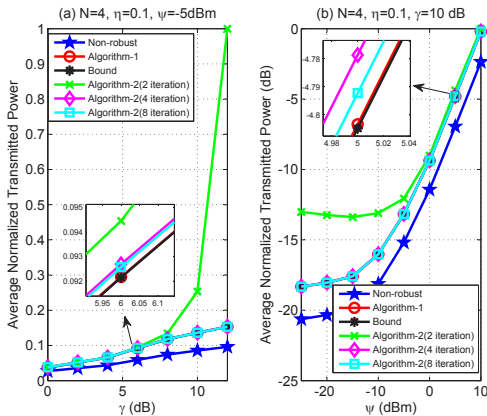 (a) N=4, η=0.1, ψ=-5dBm
Average Normalized Transmitted Power
1
0.9
0.8
0.7
0.6
0.5
0.4
0.3
0.2
0.1
0
Non-robust
Algorithm-1
Bound
Algorithm-2(2 iteration)
Algorithm-2(4 iteration)
Algorithm-2(8 iteration)
0.095
0.094
0.093
0.092
5.95 6 6.05 6.1
0 5 10
γ (dB)
(b) N=4, η=0.1, γ=10 dB
Average Normalized Transmitted Power (dB)
0
-5
-10
-15
-20
-25
-4.78
-4.79
-4.8
4.98 5 5.02 5.04
Non-robust
Algorithm-1
Bound
Algorithm-2(2 iteration)
Algorithm-2(4 iteration)
Algorithm-2(8 iteration)
-20 -10 0 10
ψ (dBm)